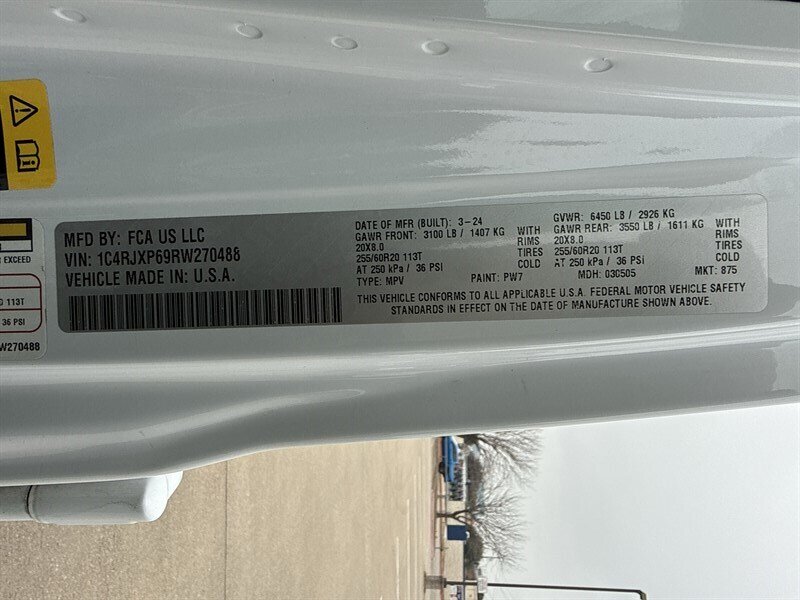 MFD BY: FCA US LLC
VIN: 1C4RJXP69RW270488
VEHICLE MADE IN U.S.A.
DATE OF MFR (BUILT): 3-24
GAWR FRONT: 3100 LB / 1407 KG WITH
20X8.0 RIMS
255/60R20 113T TIRES
AT 250 kPa / 36 PSI COLD
GVWR: 6450 LB / 2926 KG
GAWR REAR: 3550 LB / 1611 KG WITH
20X8.0 RIMS
255/60R20 113T TIRES
AT 250 kPa / 36 PSI COLD
TYPE: MPV PAINT: PW7 MDH: 030505 MKT: 875
THIS VEHICLE CONFORMS TO ALL APPLICABLE U.S.A. FEDERAL MOTOR VEHICLE SAFETY
STANDARDS IN EFFECT ON THE DATE OF MANUFACTURE SHOWN ABOVE.
EXCEED
113T
36 PSI
W270488